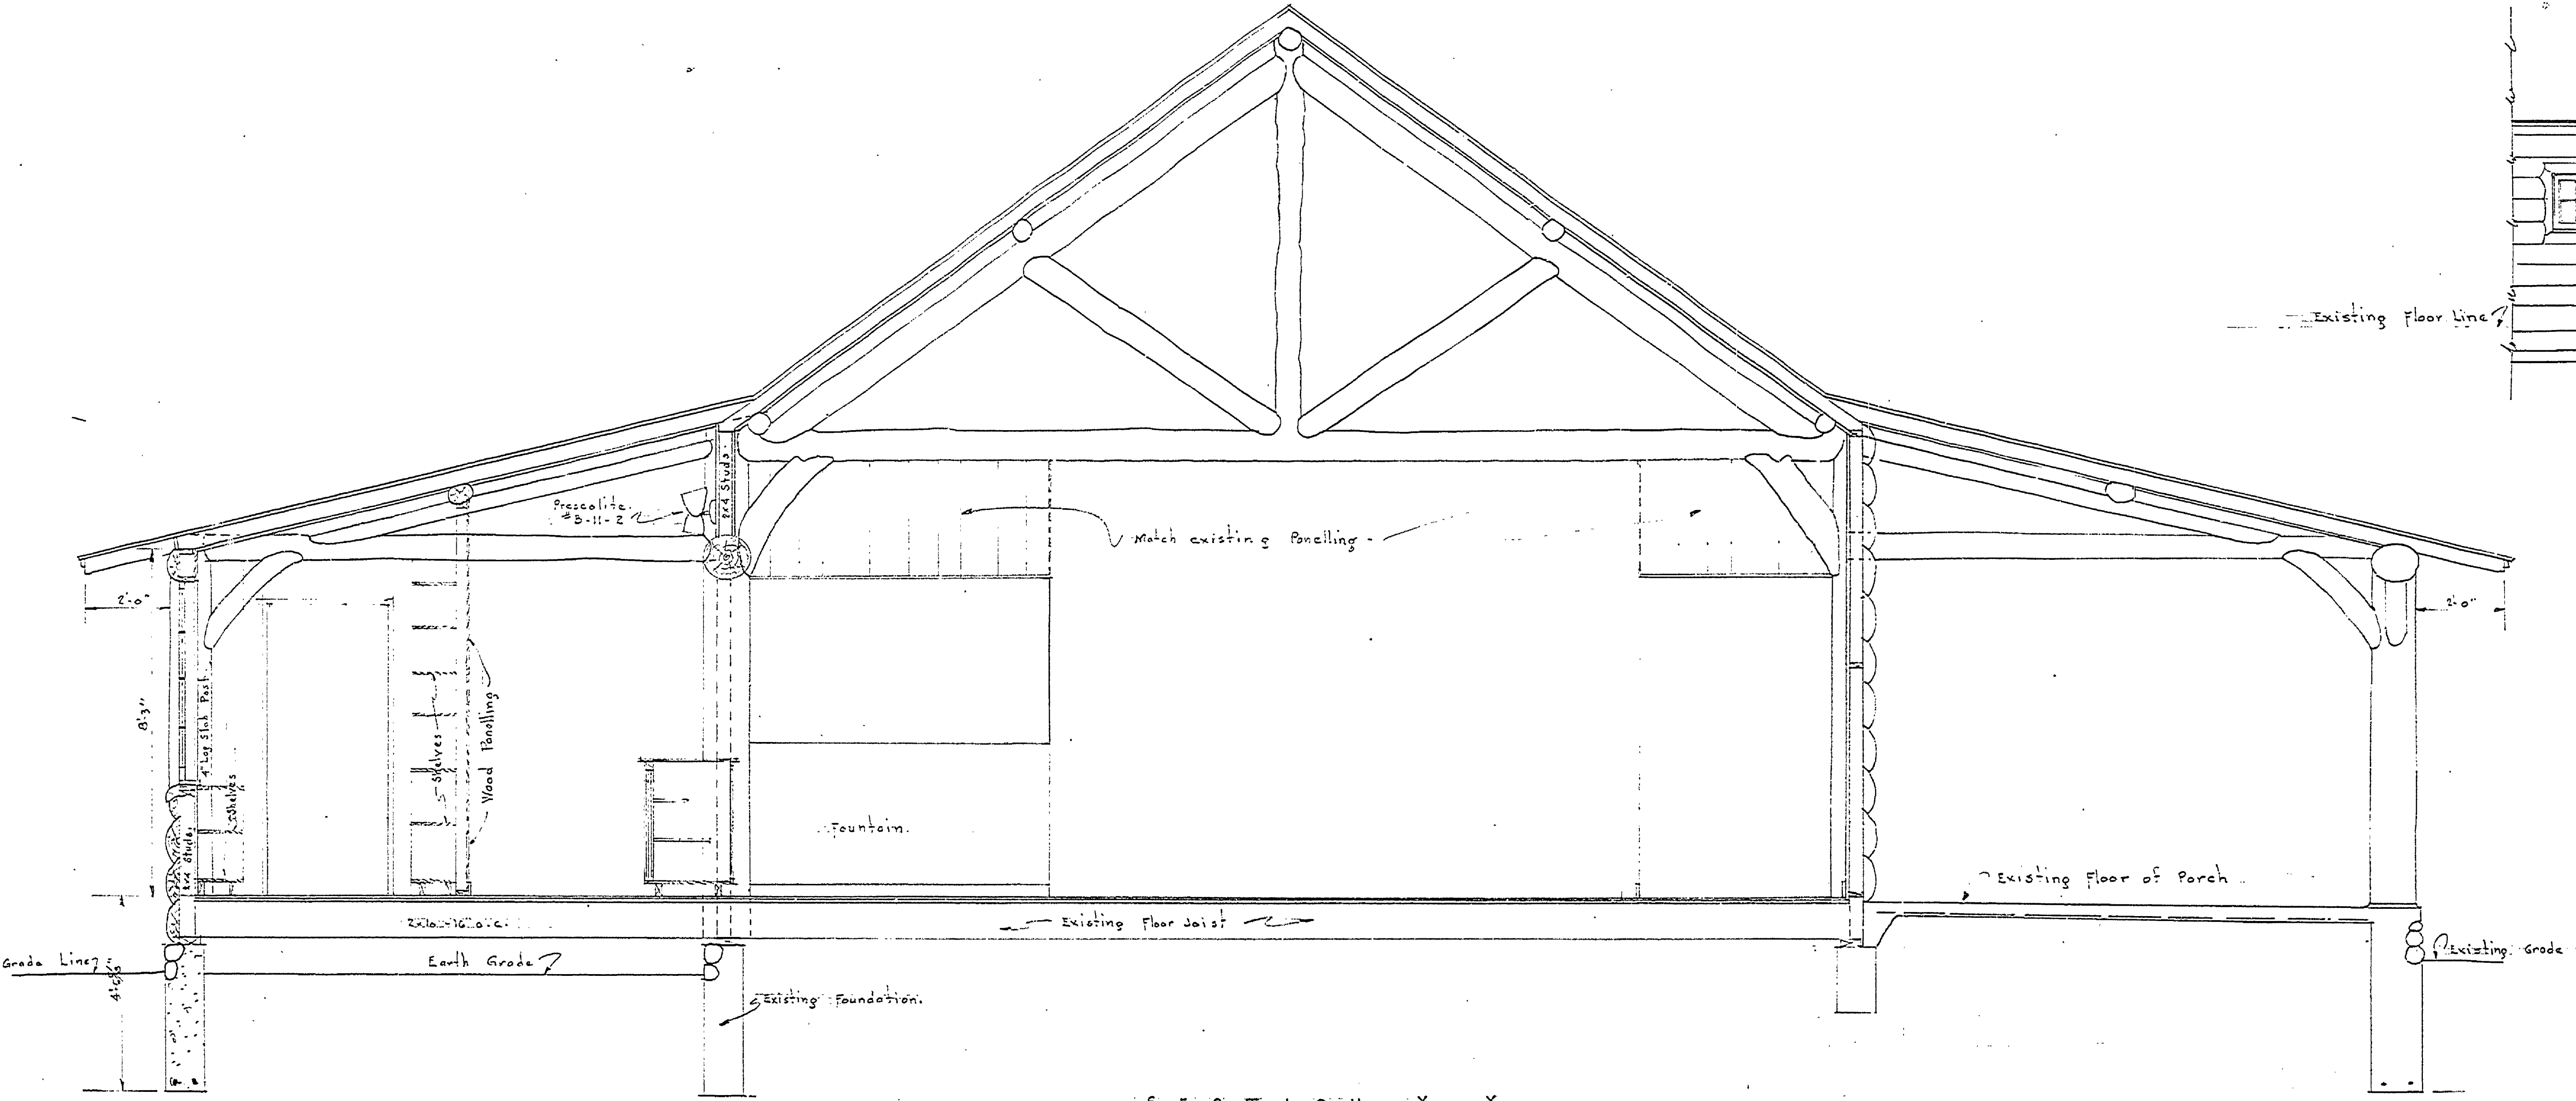 Existing Floor Line
Prescolite
#B-11-2
2x4 Studs
Match existing Panelling
2'-0"
2'-0"
8'-3"
4" Log Slab Post
Shelves
Shelves
Wood Panelling
2x4 Studs
Fountain.
Existing Floor of Porch
2x10-16 o.c.
Existing Floor Joist
Grade Line
Earth Grade
Existing Grade
Existing Foundation.